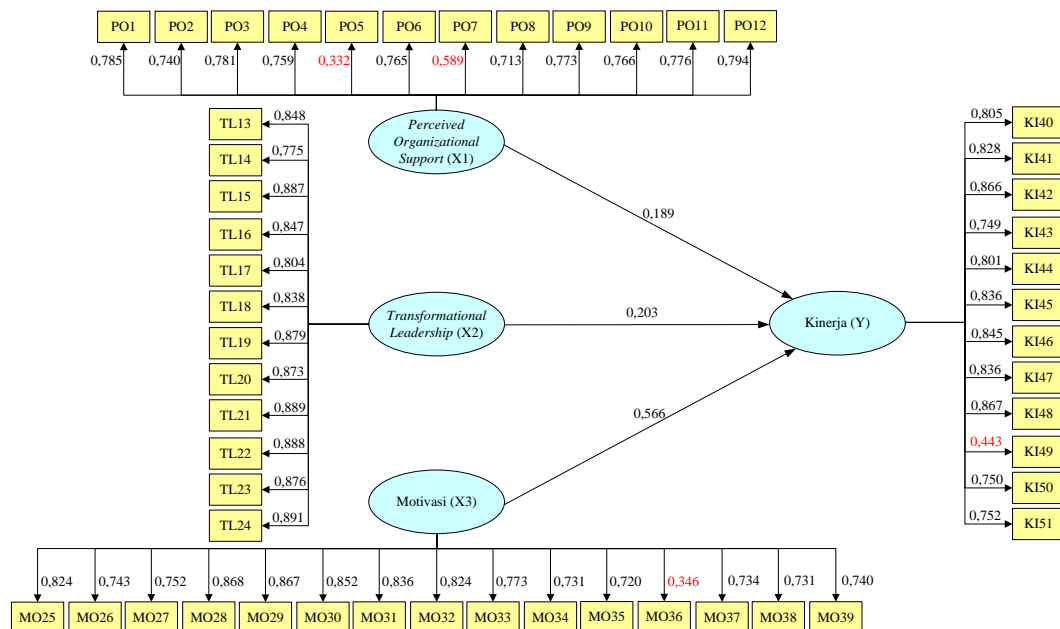 PO1 PO2 PO3 PO4 PO5 PO6 PO7 PO8 PO9 PO10 PO11 PO12
0,785 0,740 0,781 0,759 0,332 0,765 0,589 0,713 0,773 0,766 0,776 0,794
TL13 0,848
TL14 0,775
TL15 0,887
TL16 0,847
TL17 0,804
TL18 0,838
TL19 0,879
TL20 0,873
TL21 0,889
TL22 0,888
TL23 0,876
TL24 0,891
Perceived
Organizational
Support (X1)
0,189
Transformational
Leadership (X2)
0,203
Kinerja (Y)
0,566
Motivasi (X3)
0,805 KI40
0,828 KI41
0,866 KI42
0,749 KI43
0,801 KI44
0,836 KI45
0,845 KI46
0,836 KI47
0,867 KI48
0,443 KI49
0,750 KI50
0,752 KI51
0,824 0,743 0,752 0,868 0,867 0,852 0,836 0,824 0,773 0,731 0,720 0,346 0,734 0,731 0,740
MO25 MO26 MO27 MO28 MO29 MO30 MO31 MO32 MO33 MO34 MO35 MO36 MO37 MO38 MO39